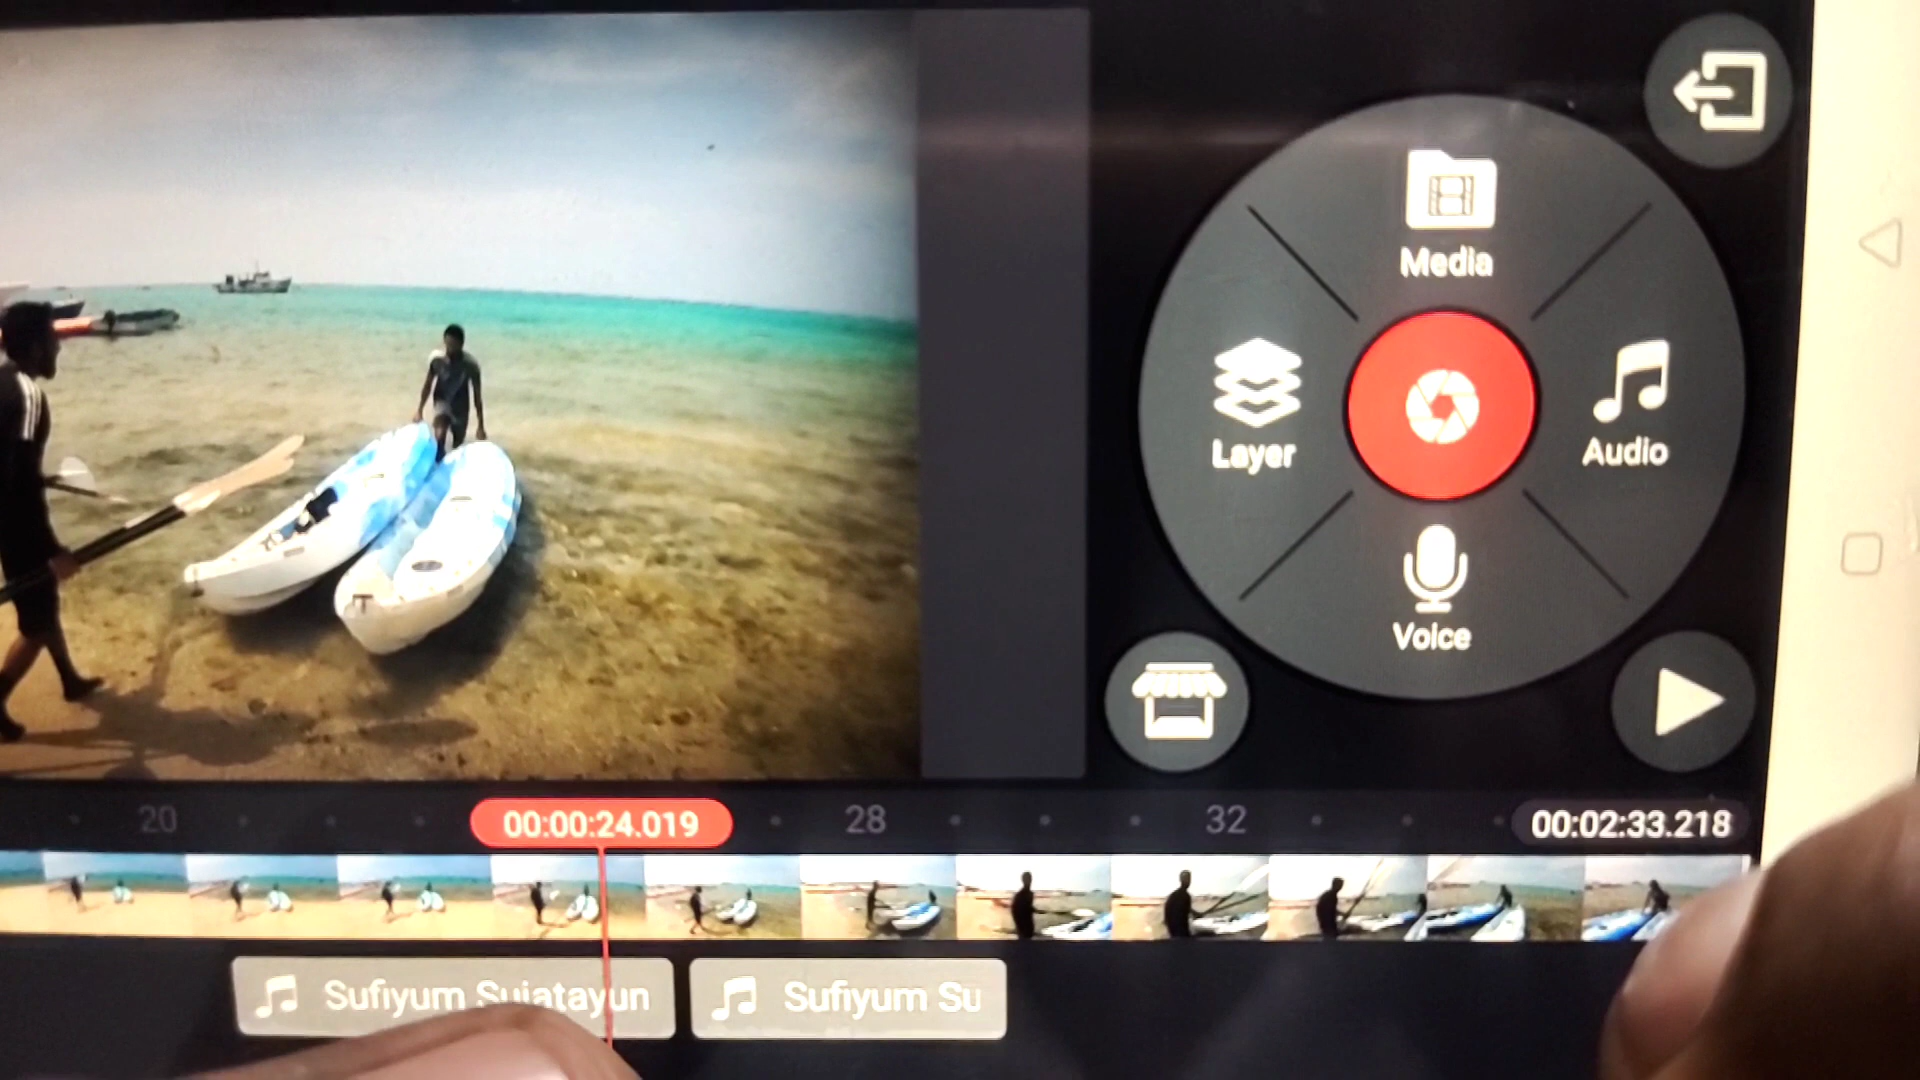 Media
Layer
Audio
Voice
20
00:00:24.019
28
32
00:02:33.218
Sufiyum Sujatayun
Sufiyum Su